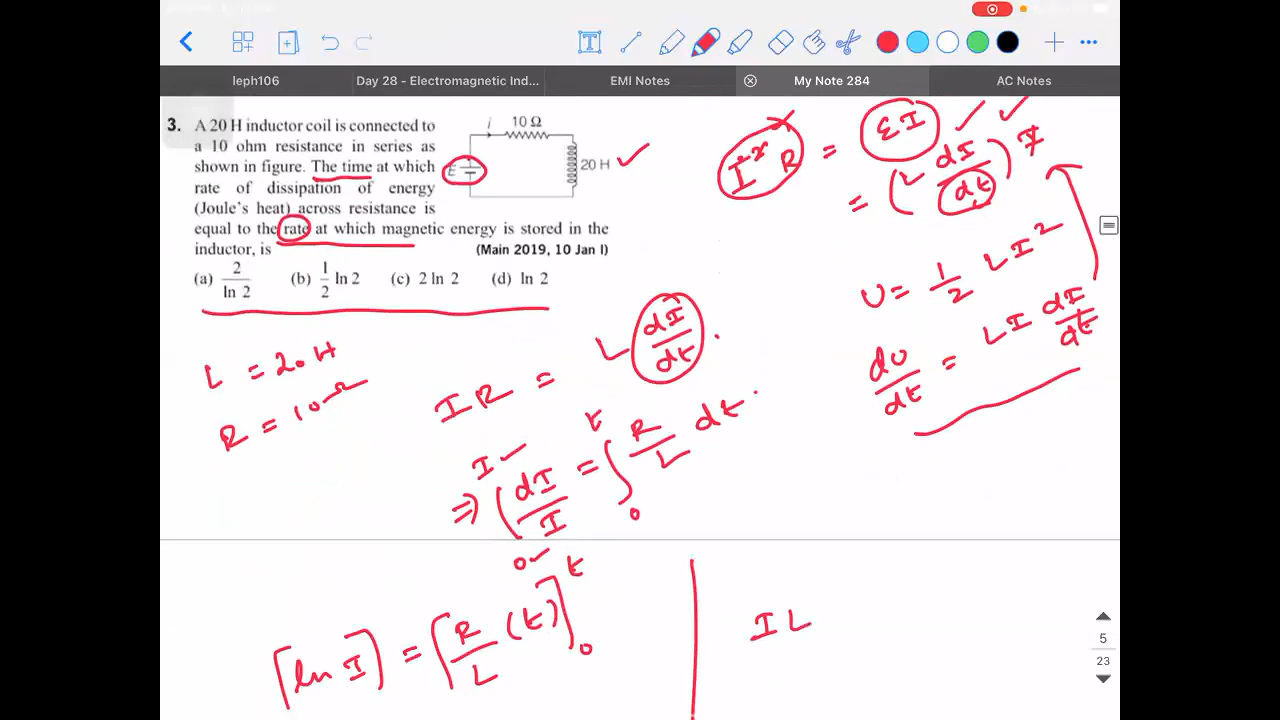 leph106
Day 28 - Electromagnetic Ind...
EMI Notes
My Note 284
AC Notes
3. A 20 H inductor coil is connected to
a 10 ohm resistance in series as
shown in figure. The time at which
rate of dissipation of energy
(Joule's heat) across resistance is
equal to the rate at which magnetic energy is stored in the
inductor, is
(Main 2019, 10 Jan I)
(a) 2/ln 2 (b) 1/2 ln 2 (c) 2 ln 2 (d) ln 2
i
10 Ω
E
20 H
I²R = ƐI
= (L dI/dt) I
U = 1/2 LI²
dU/dt = LI dI/dt
L = 20H
R = 10Ω
IR = L dI/dt.
⇒ ∫₀ᴵ dI/I = ∫₀ᵗ R/L dt.
[ln I] = [R/L (t)]₀ᵗ
IL
5
23